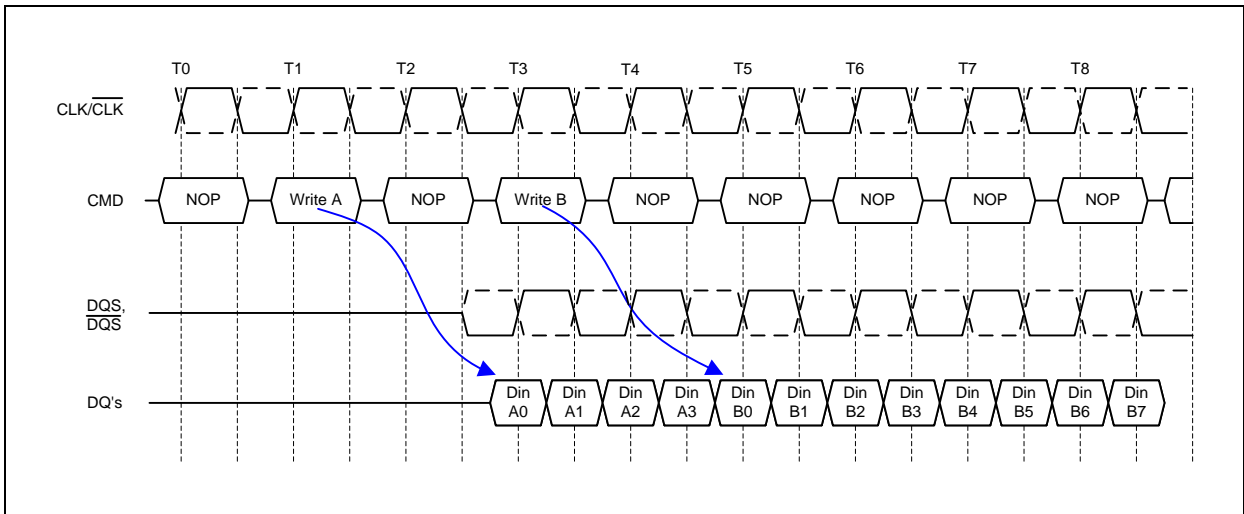 T0 T1 T2 T3 T4 T5 T6 T7 T8
CLK/CLK
CMD NOP Write A NOP Write B NOP NOP NOP NOP NOP
DQS,
DQS
DQ's Din Din Din Din Din Din Din Din Din Din Din Din
A0 A1 A2 A3 B0 B1 B2 B3 B4 B5 B6 B7